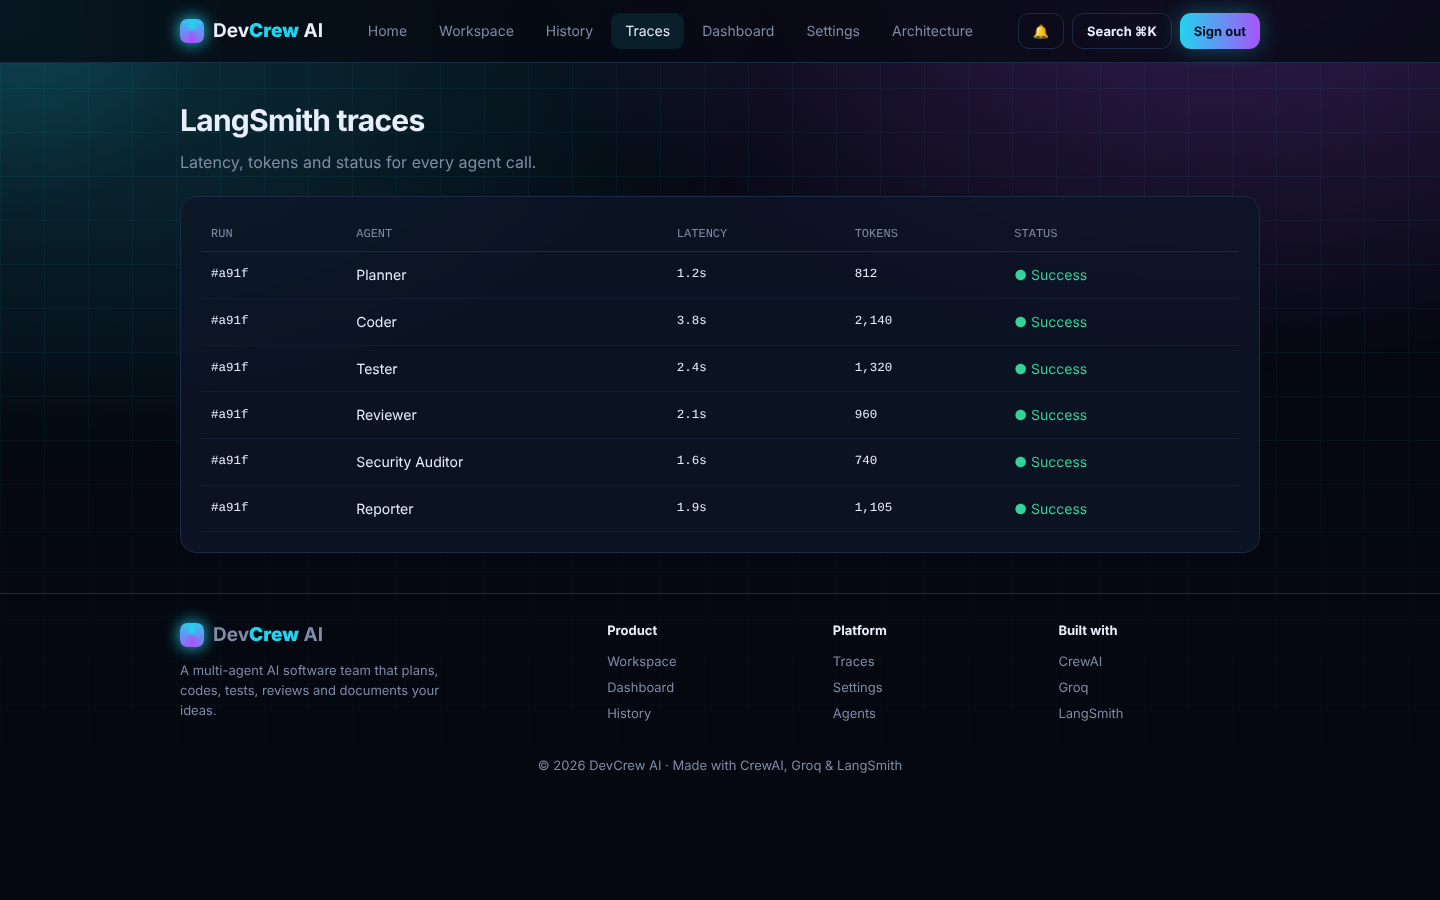 DevCrew AI
Home
Workspace
History
Traces
Dashboard
Settings
Architecture
Search ⌘K
Sign out
LangSmith traces
Latency, tokens and status for every agent call.
RUN AGENT LATENCY TOKENS STATUS
#a91f Planner 1.2s 812 Success
#a91f Coder 3.8s 2,140 Success
#a91f Tester 2.4s 1,320 Success
#a91f Reviewer 2.1s 960 Success
#a91f Security Auditor 1.6s 740 Success
#a91f Reporter 1.9s 1,105 Success
DevCrew AI
A multi-agent AI software team that plans,
codes, tests, reviews and documents your
ideas.
Product
Workspace
Dashboard
History
Platform
Traces
Settings
Agents
Built with
CrewAI
Groq
LangSmith
© 2026 DevCrew AI · Made with CrewAI, Groq & LangSmith